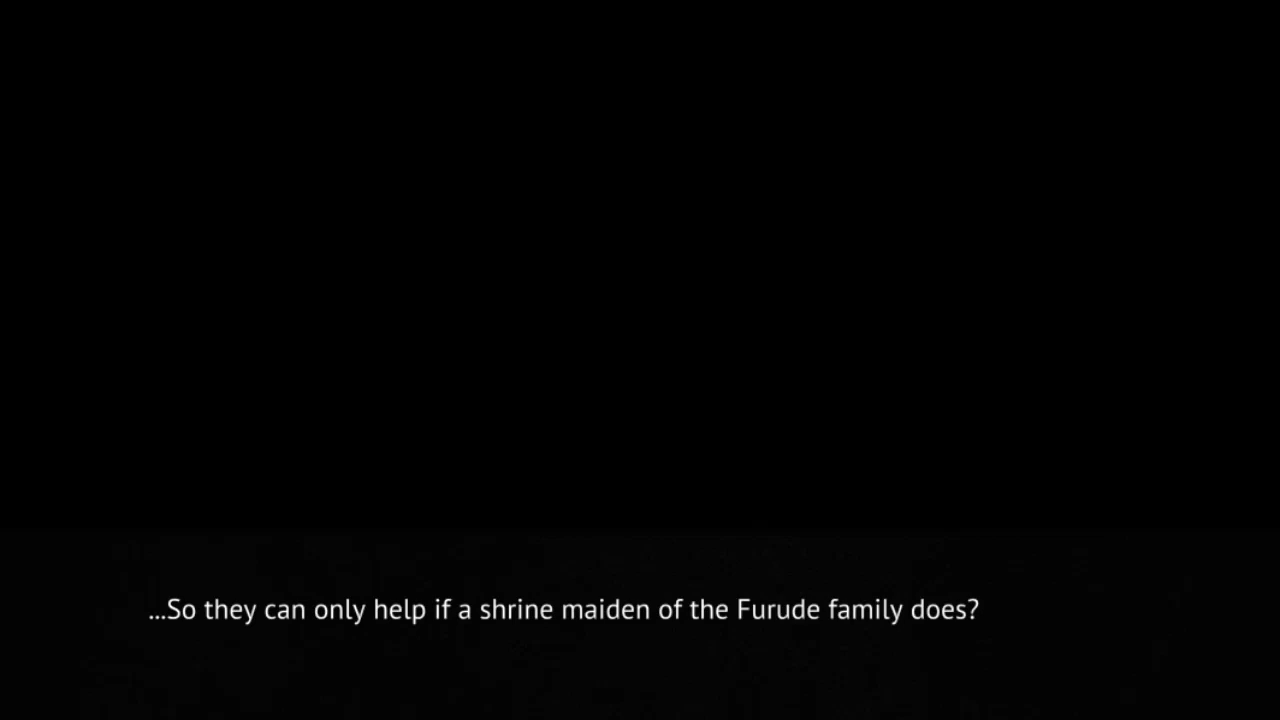 ...So they can only help if a shrine maiden of the Furude family does?